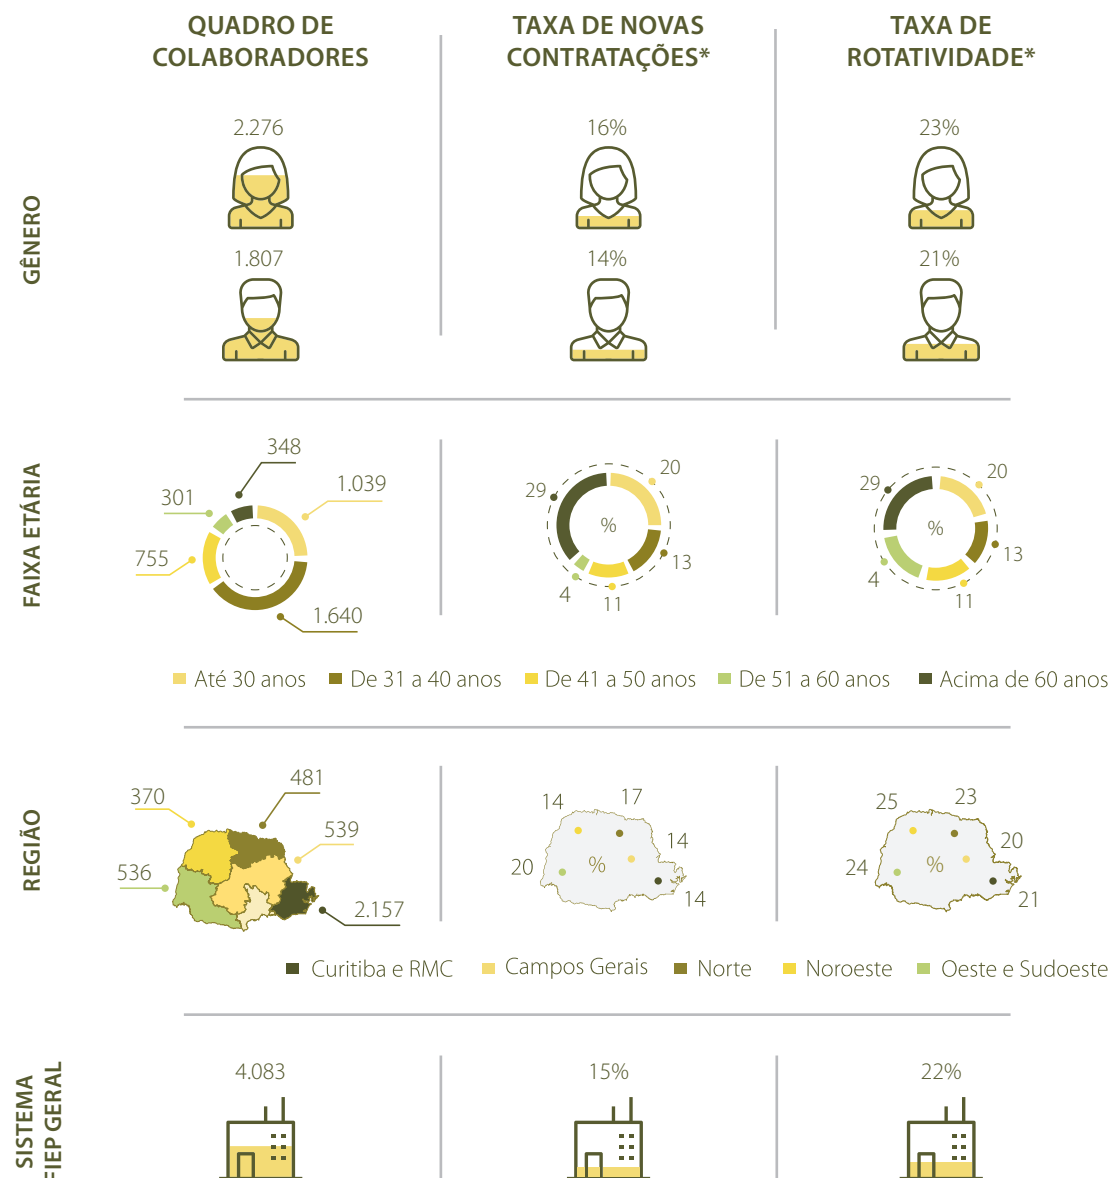 QUADRO DE
COLABORADORES
TAXA DE NOVAS
CONTRATAÇÕES*
TAXA DE
ROTATIVIDADE*
GÊNERO
2.276
16%
23%
1.807
14%
21%
FAIXA ETÁRIA
348
1.039
301
755
1.640
29
20
%
13
4
11
29
20
%
13
4
11
Até 30 anos
De 31 a 40 anos
De 41 a 50 anos
De 51 a 60 anos
Acima de 60 anos
REGIÃO
370
481
539
536
2.157
14
17
14
20
%
14
25
23
20
24
%
21
Curitiba e RMC
Campos Gerais
Norte
Noroeste
Oeste e Sudoeste
SISTEMA
FIEP GERAL
4.083
15%
22%